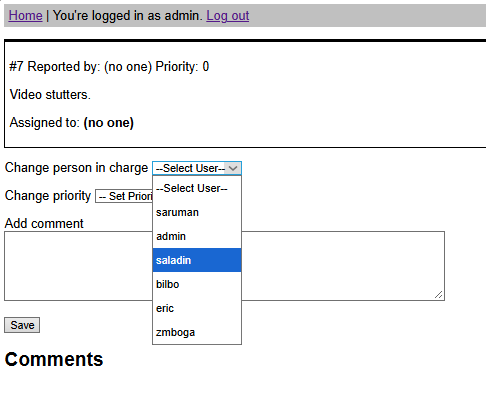 Home | You're logged in as admin. Log out
#7 Reported by: (no one) Priority: 0
Video stutters.
Assigned to: (no one)
Change person in charge --Select User--
--Select User--
saruman
admin
saladin
bilbo
eric
zmboga
Change priority -- Set Priori
Add comment
Save
Comments